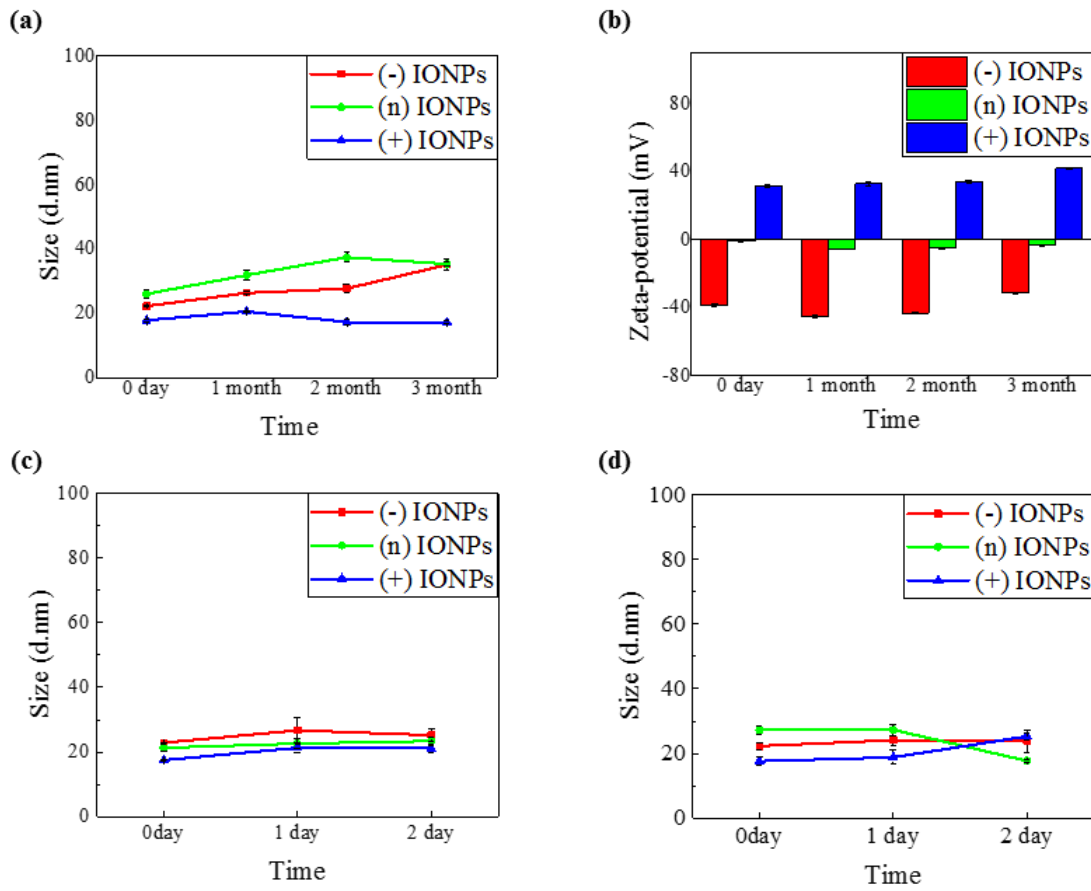 (a)
100
80
60
40
20
0
Size (d.nm)
(-) IONPs
(n) IONPs
(+) IONPs
0 day 1 month 2 month 3 month
Time
(b)
80
40
0
-40
-80
Zeta-potential (mV)
(-) IONPs
(n) IONPs
(+) IONPs
0 day 1 month 2 month 3 month
Time
(c)
100
80
60
40
20
0
Size (d.nm)
(-) IONPs
(n) IONPs
(+) IONPs
0day 1 day 2 day
Time
(d)
100
80
60
40
20
0
Size (d.nm)
(-) IONPs
(n) IONPs
(+) IONPs
0day 1 day 2 day
Time